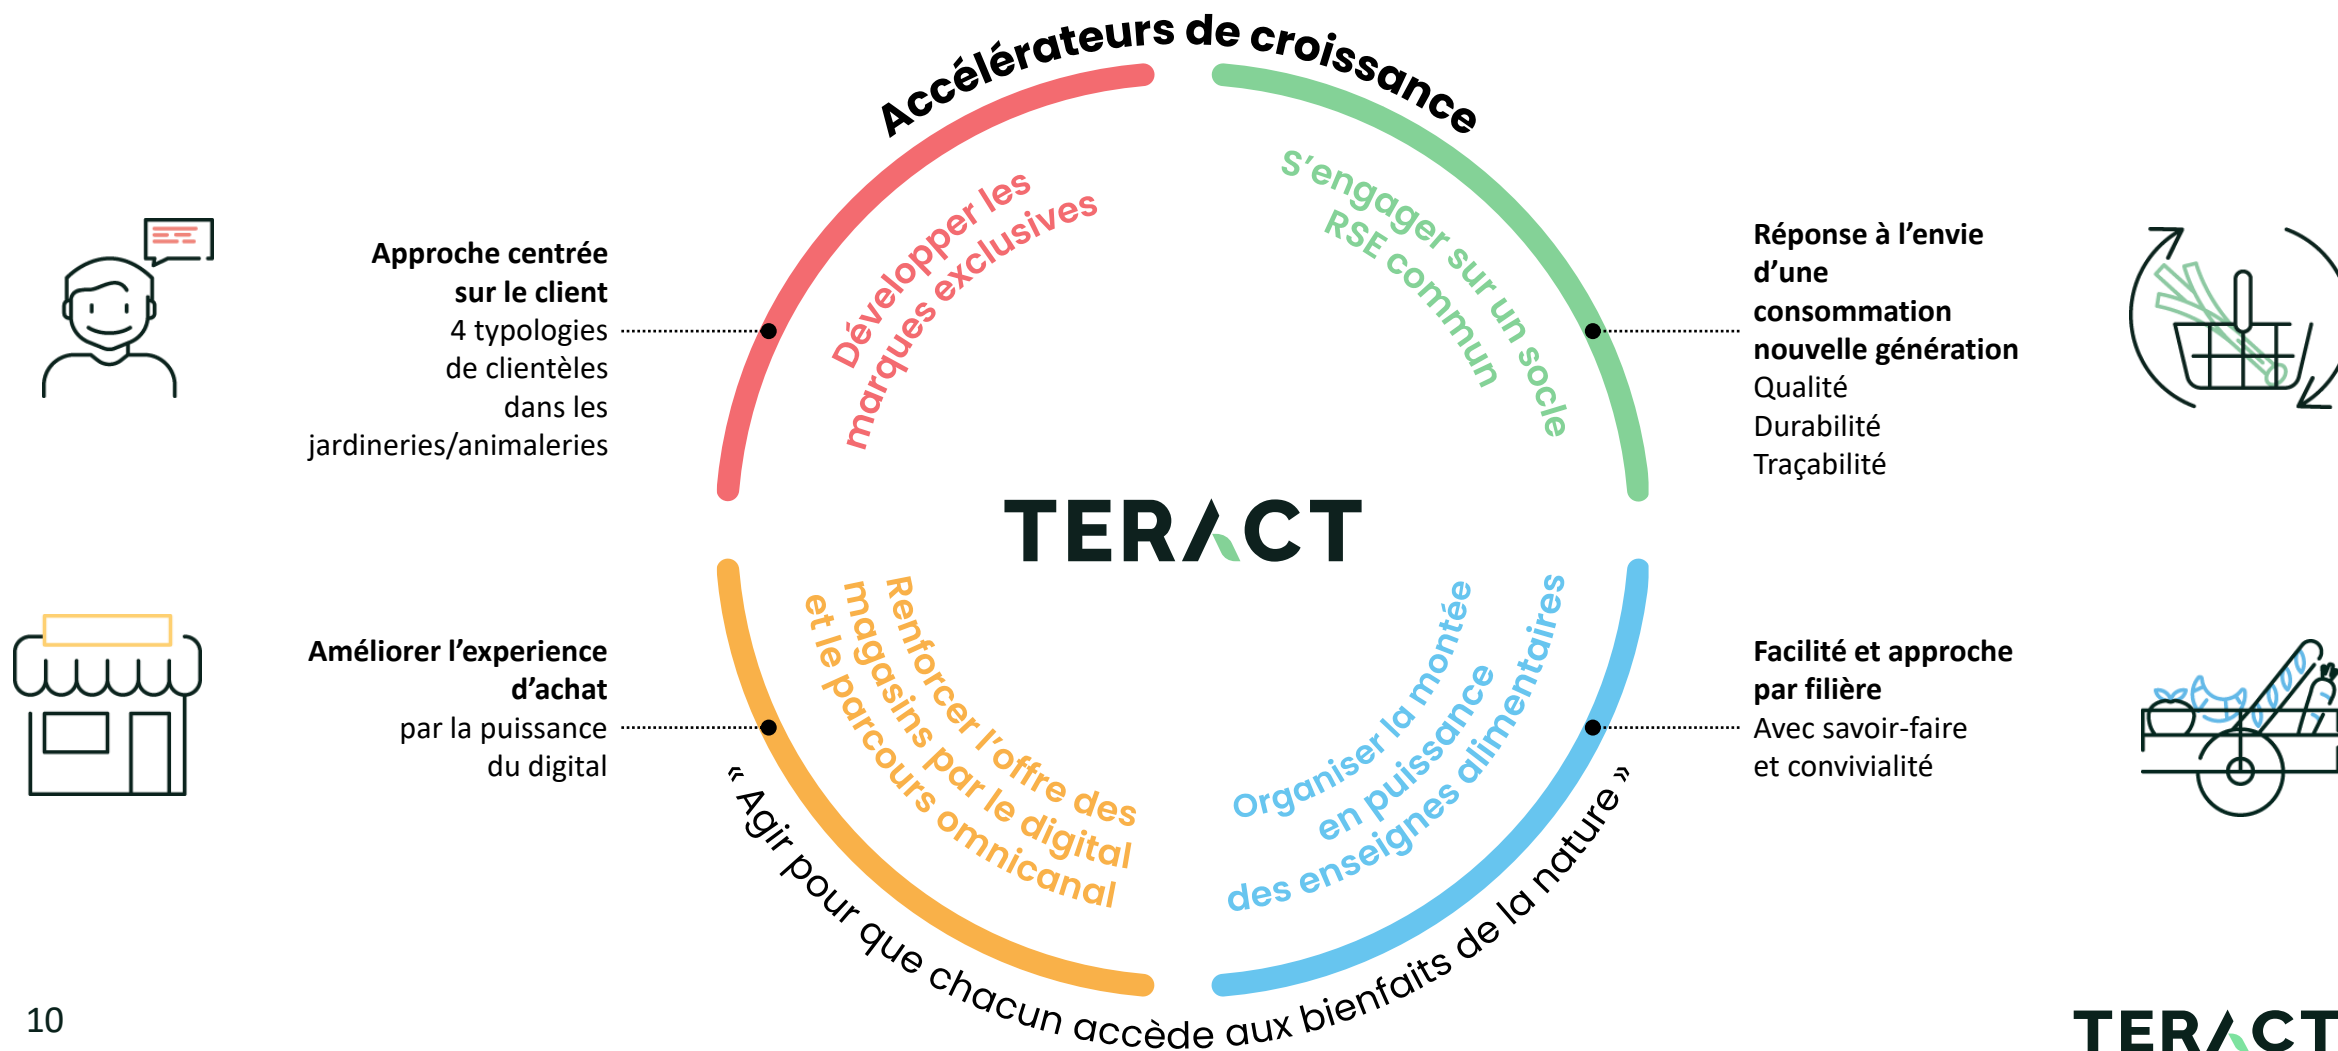 Accélérateurs de croissance
Développer les
marques exclusives
S'engager sur un socle
RSE commun
Approche centrée
sur le client
4 typologies
de clientèles
dans les
jardineries/animaleries
Réponse à l’envie
d’une
consommation
nouvelle génération
Qualité
Durabilité
Traçabilité
TERACT
Améliorer l’experience
d’achat
par la puissance
du digital
Renforcer l'offre des
magasins par le digital
et le parcours omnicanal
Organiser la montée
en puissance
des enseignes alimentaires
Facilité et approche
par filière
Avec savoir-faire
et convivialité
« Agir pour que chacun accède aux bienfaits de la nature »
10
TERACT